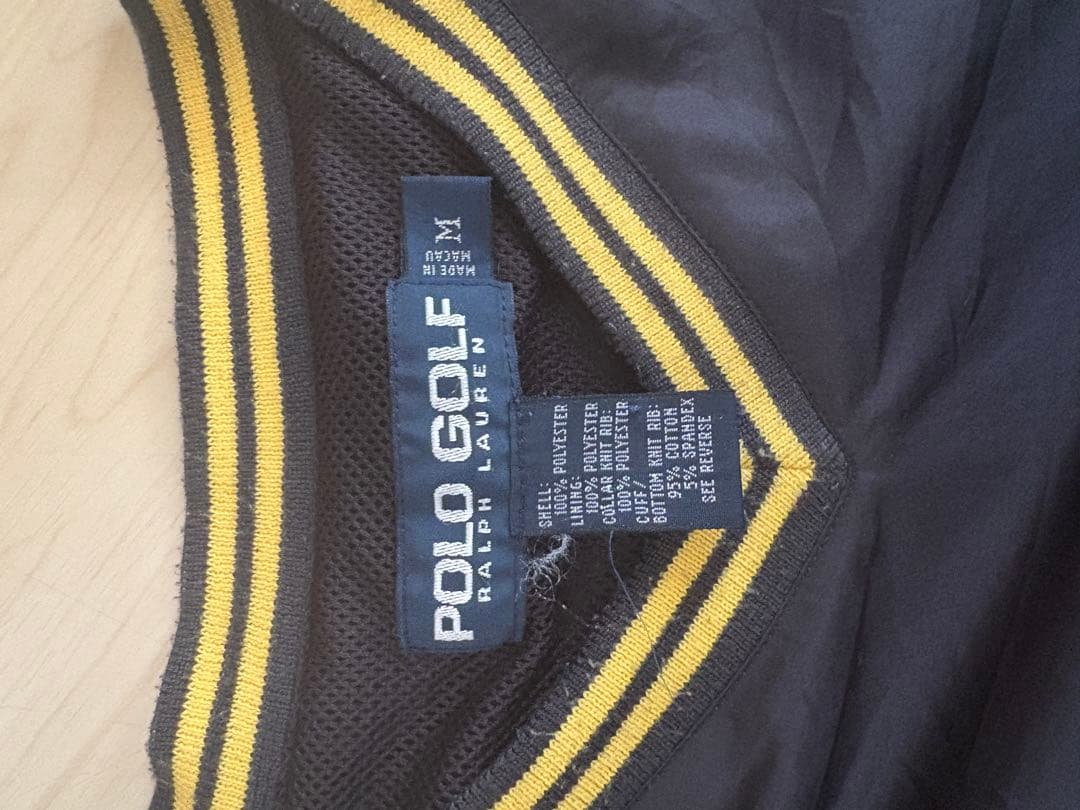 POLO GOLF
RALPH LAUREN
MADE IN
MACAU
M
SHELL:
100% POLYESTER
LINING:
100% POLYESTER
COLLAR KNIT RIB:
100% POLYESTER
CUFF/
BOTTOM KNIT RIB:
95% COTTON
5% SPANDEX
SEE REVERSE